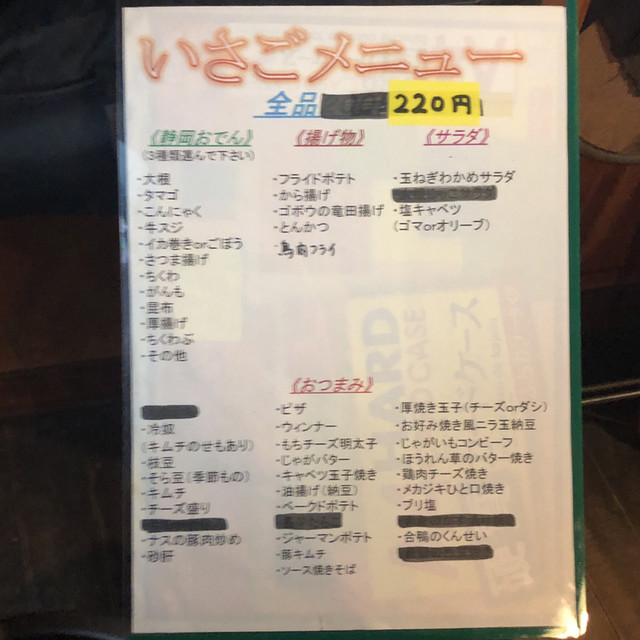 いさごメニュー
全品 220円
《静岡おでん》
(3種類選んで下さい)
・大根
・タマゴ
・こんにゃく
・牛スジ
・イカ巻きorごぼう
・さつま揚げ
・ちくわ
・がんも
・昆布
・厚揚げ
・ちくわぶ
・その他
《揚げ物》
・フライドポテト
・から揚げ
・ゴボウの竜田揚げ
・とんかつ
・鳥肉フライ
《サラダ》
・玉ねぎわかめサラダ
・塩キャベツ
(ゴマorオリーブ)
《おつまみ》
・冷奴
(キムチのせもあり)
・枝豆
・そら豆(季節もの)
・キムチ
・チーズ盛り
・ナスの豚肉炒め
・砂肝
・ピザ
・ウィンナー
・もちチーズ明太子
・じゃがバター
・キャベツ玉子焼き
・油揚げ(納豆)
・ベークドポテト
・ジャーマンポテト
・豚キムチ
・ソース焼きそば
・厚焼き玉子(チーズorダシ)
・お好み焼き風ニラ玉納豆
・じゃがいもコンビーフ
・ほうれん草のバター焼き
・鶏肉チーズ焼き
・メカジキひと口焼き
・ブリ塩
・合鴨のくんせい
HARD
CASE
ケース